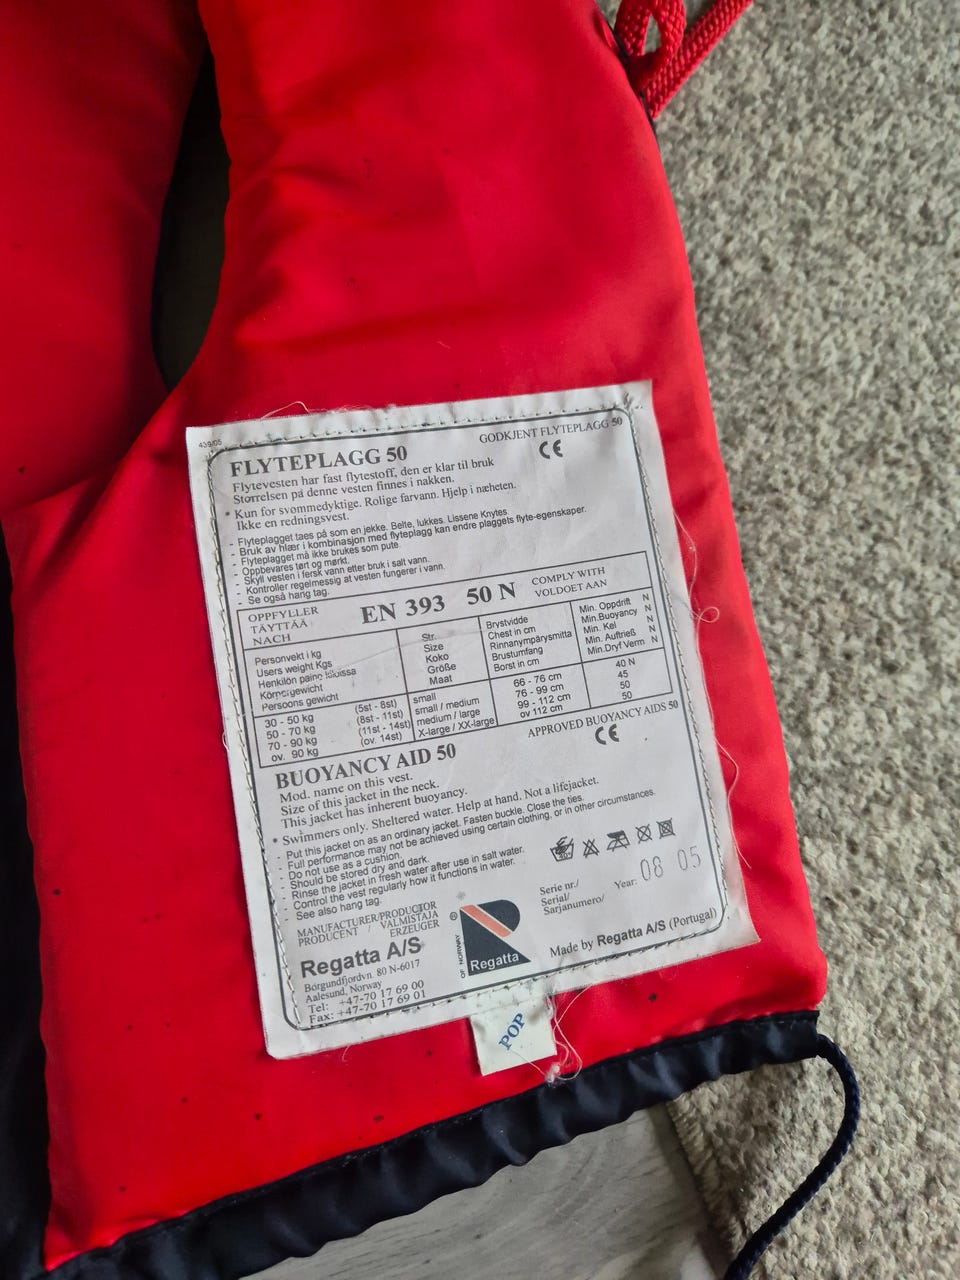 439/05
FLYTEPLAGG 50
GODKJENT FLYTEPLAGG 50
CE
Flytevesten har fast flytestoff, den er klar til bruk
Størrelsen på denne vesten finnes i nakken.
* Kun for svømmedyktige. Rolige farvann. Hjelp i næheten.
Ikke en redningsvest.
- Flyteplagget taes på som en jekke. Belte, lukkes. Lissene Knytes.
- Bruk av hlær i kombinasjon med flyteplagg kan endre plaggets flyte-egenskaper.
- Flyteplagget må ikke brukes som pute.
- Oppbevares tørt og mørkt.
- Skyll vesten i fersk vann etter bruk i salt vann.
- Kontroller regelmessig at vesten fungerer i vann.
- Se også hang tag.
OPPFYLLER
TÄYTTÄÄ
NACH
EN 393 50 N
COMPLY WITH
VOLDOET AAN
Personvekt i kg
Users weight Kgs
Henkilön paino kiloissa
Körpergewicht
Persoons gewicht
Str.
Size
Koko
Größe
Maat
Brystvidde
Chest in cm
Rinnanympärysmitta
Brustumfang
Borst in cm
Min. Oppdrift N
Min.Buoyancy N
Min. Kel N
Min. Auftrieß N
Min.Dryf Verm N
30 - 50 kg (5st - 8st) small 66 - 76 cm 40 N
50 - 70 kg (8st - 11st) small / medium 76 - 99 cm 45
70 - 90 kg (11st - 14st) medium / large 99 - 112 cm 50
ov. 90 kg (ov. 14st) X-large / XX-large ov 112 cm 50
BUOYANCY AID 50
APPROVED BUOYANCY AIDS 50
CE
Mod. name on this vest.
Size of this jacket in the neck.
This jacket has inherent buoyancy.
* Swimmers only. Sheltered water. Help at hand. Not a lifejacket.
- Put this jacket on as an ordinary jacket. Fasten buckle. Close the ties.
- Full performance may not be achieved using certain clothing, or in other circumstances.
- Do not use as a cushion.
- Should be stored dry and dark.
- Rinse the jacket in fresh water after use in salt water.
- Control the vest regularly how it functions in water.
- See also hang tag.
MANUFACTURER/PRODUCTOR
PRODUCENT / VALMISTAJA
ERZEUGER
Regatta A/S
Borgundfjordvn. 80 N-6017
Aalesund, Norway
Tel: +47-70 17 69 00
Fax: +47-70 17 69 01
®
OF NORWAY
Regatta
Serie nr./
Serial/
Sarjanumero/
Year: 08 05
Made by Regatta A/S (Portugal)
POP